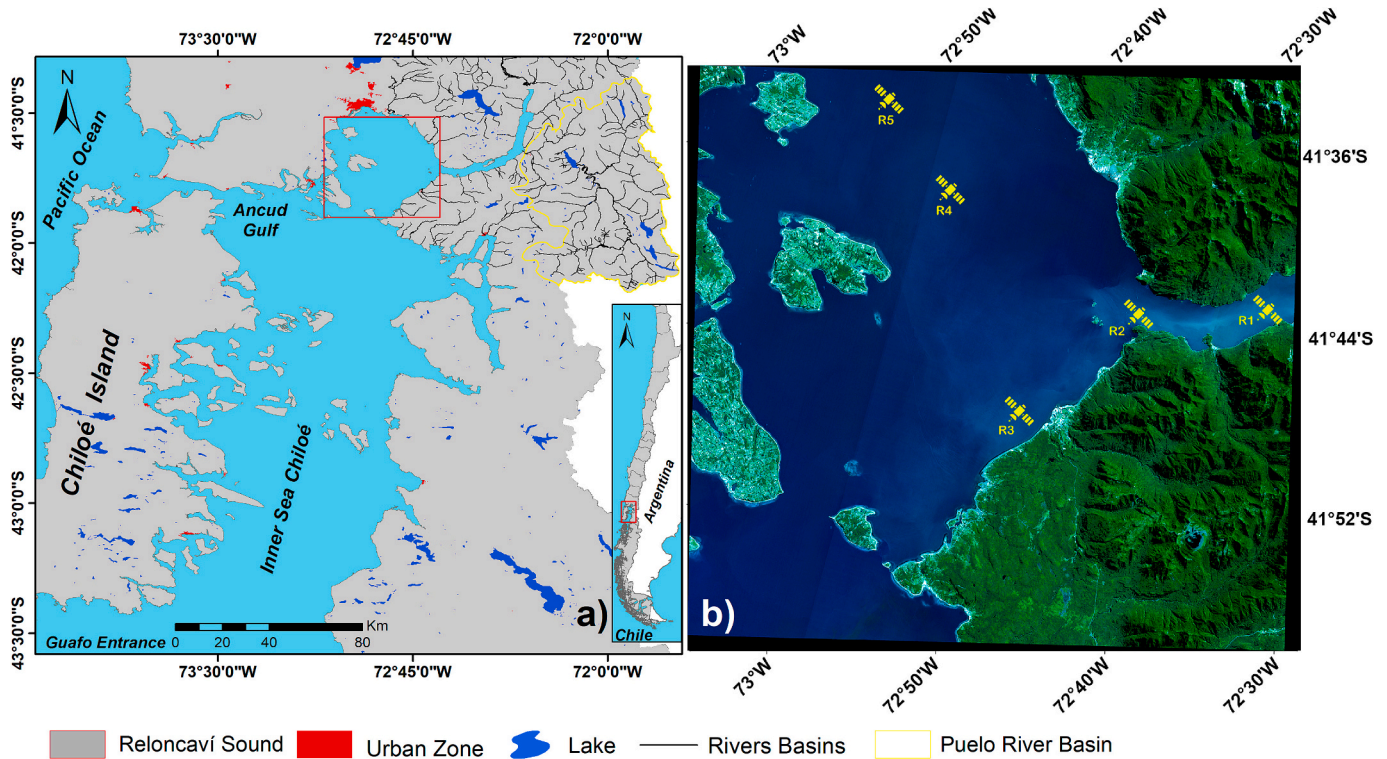 73°30'0"W
72°45'0"W
72°0'0"W
41°30'0"S
42°0'0"S
42°30'0"S
43°0'0"S
43°30'0"S
N
Pacific Ocean
Ancud
Gulf
Chiloé Island
Inner Sea Chiloé
Guafo Entrance
Km
0 20 40 80
a)
N
Argentina
Chile
73°30'0"W
72°45'0"W
72°0'0"W
73°W
72°50'W
72°40'W
72°30'W
R5
R4
R2
R1
R3
41°36'S
41°44'S
41°52'S
b)
73°W
72°50'W
72°40'W
72°30'W
Reloncaví Sound
Urban Zone
Lake
Rivers Basins
Puelo River Basin